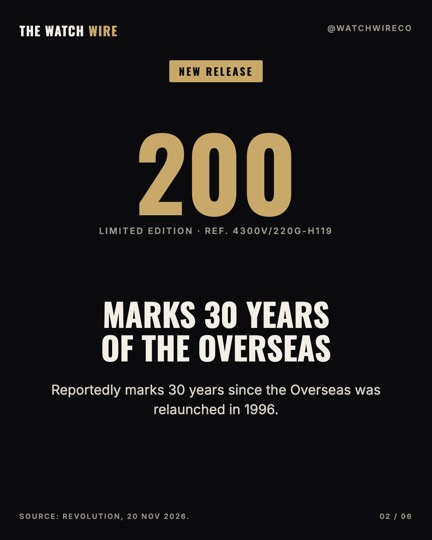 THE WATCH WIRE
@WATCHWIRECO
NEW RELEASE
200
LIMITED EDITION · REF. 4300V/220G-H119
MARKS 30 YEARS
OF THE OVERSEAS
Reportedly marks 30 years since the Overseas was
relaunched in 1996.
SOURCE: REVOLUTION, 20 NOV 2026.
02 / 06